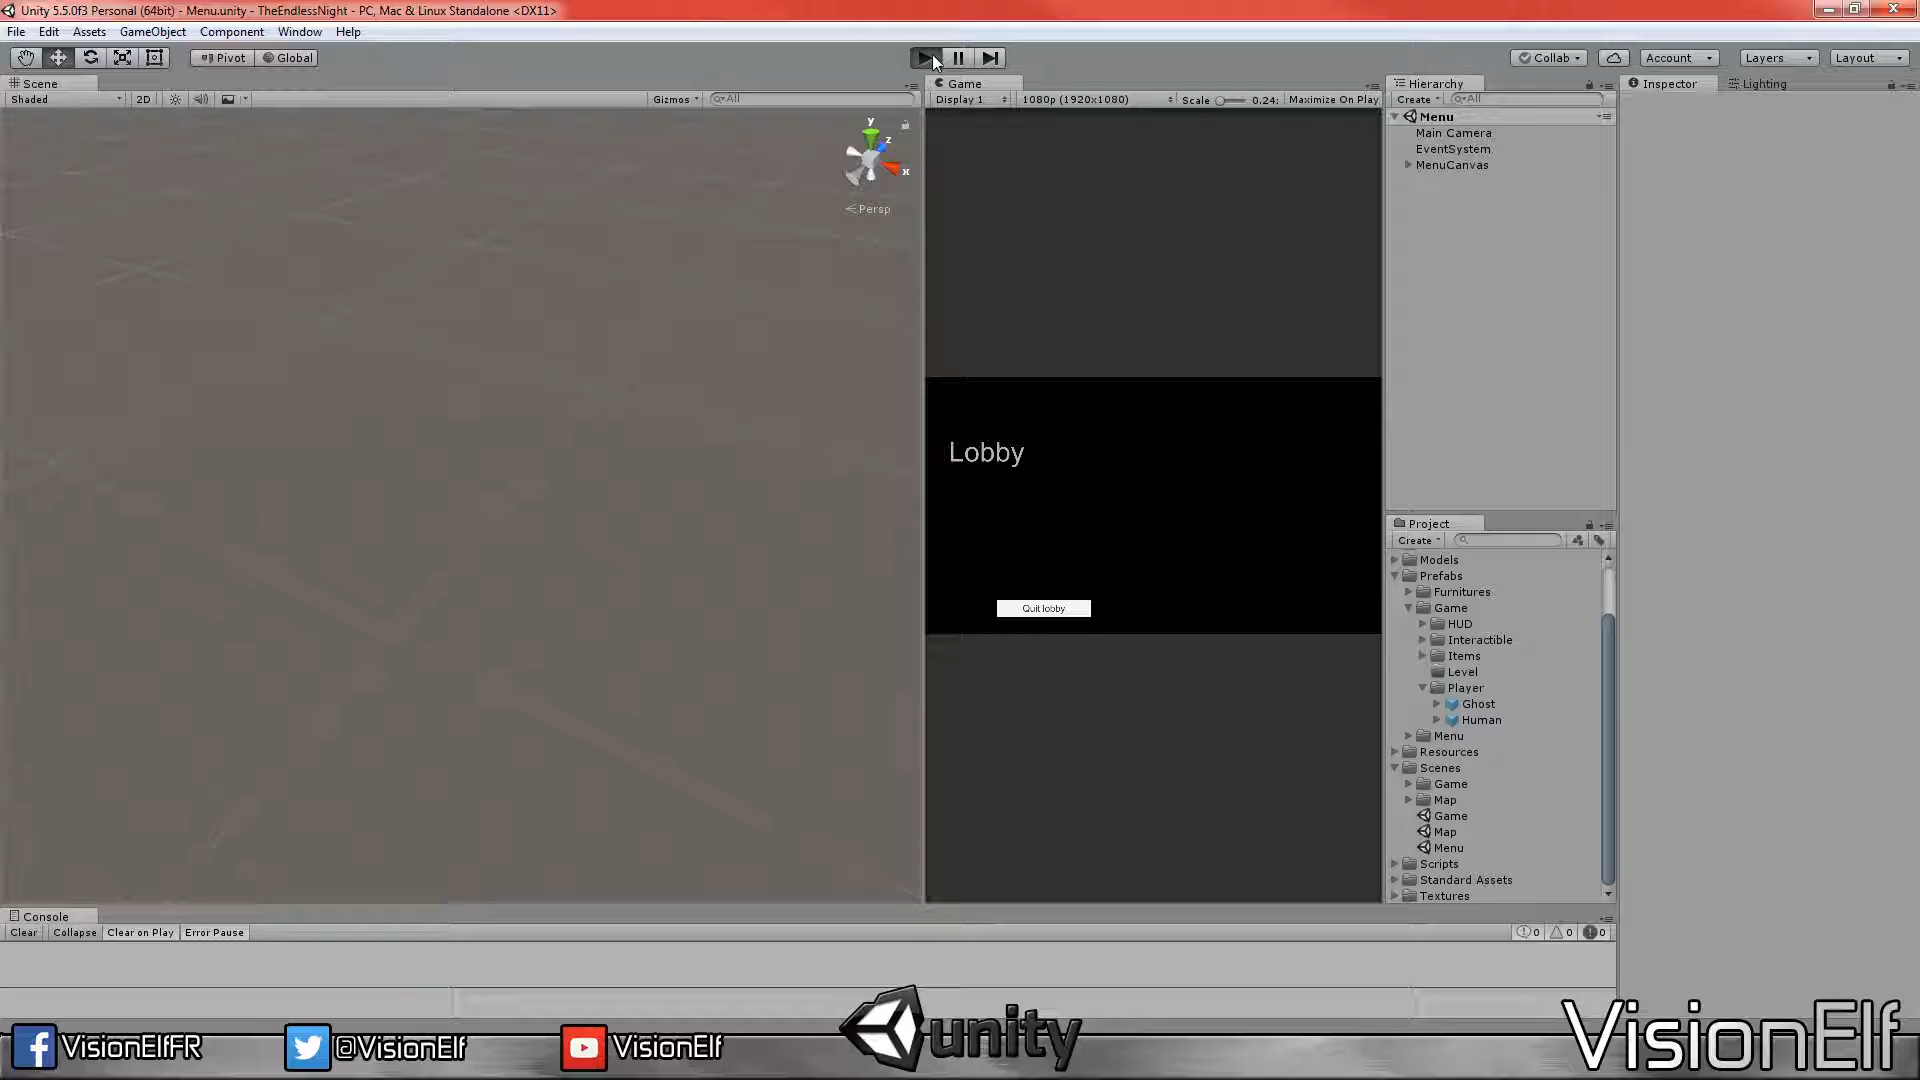 Unity 5.5.0f3 Personal (64bit) - Menu.unity - TheEndlessNight - PC, Mac & Linux Standalone <DX11>
File Edit Assets GameObject Component Window Help
Pivot Global Collab Account Layers Layout
Scene
Shaded 2D Gizmos All
y
z
x
Persp
Game
Display 1 1080p (1920x1080) Scale 0.24: Maximize On Play
Lobby
Quit lobby
Hierarchy
Create All
Menu
Main Camera
EventSystem
MenuCanvas
Project
Create
Models
Prefabs
Furnitures
Game
HUD
Interactible
Items
Level
Player
Ghost
Human
Menu
Resources
Scenes
Game
Map
Game
Map
Menu
Scripts
Standard Assets
Textures
Inspector Lighting
Console
Clear Collapse Clear on Play Error Pause 0 0 0
VisionElfFR @VisionElf VisionElf unity VisionElf